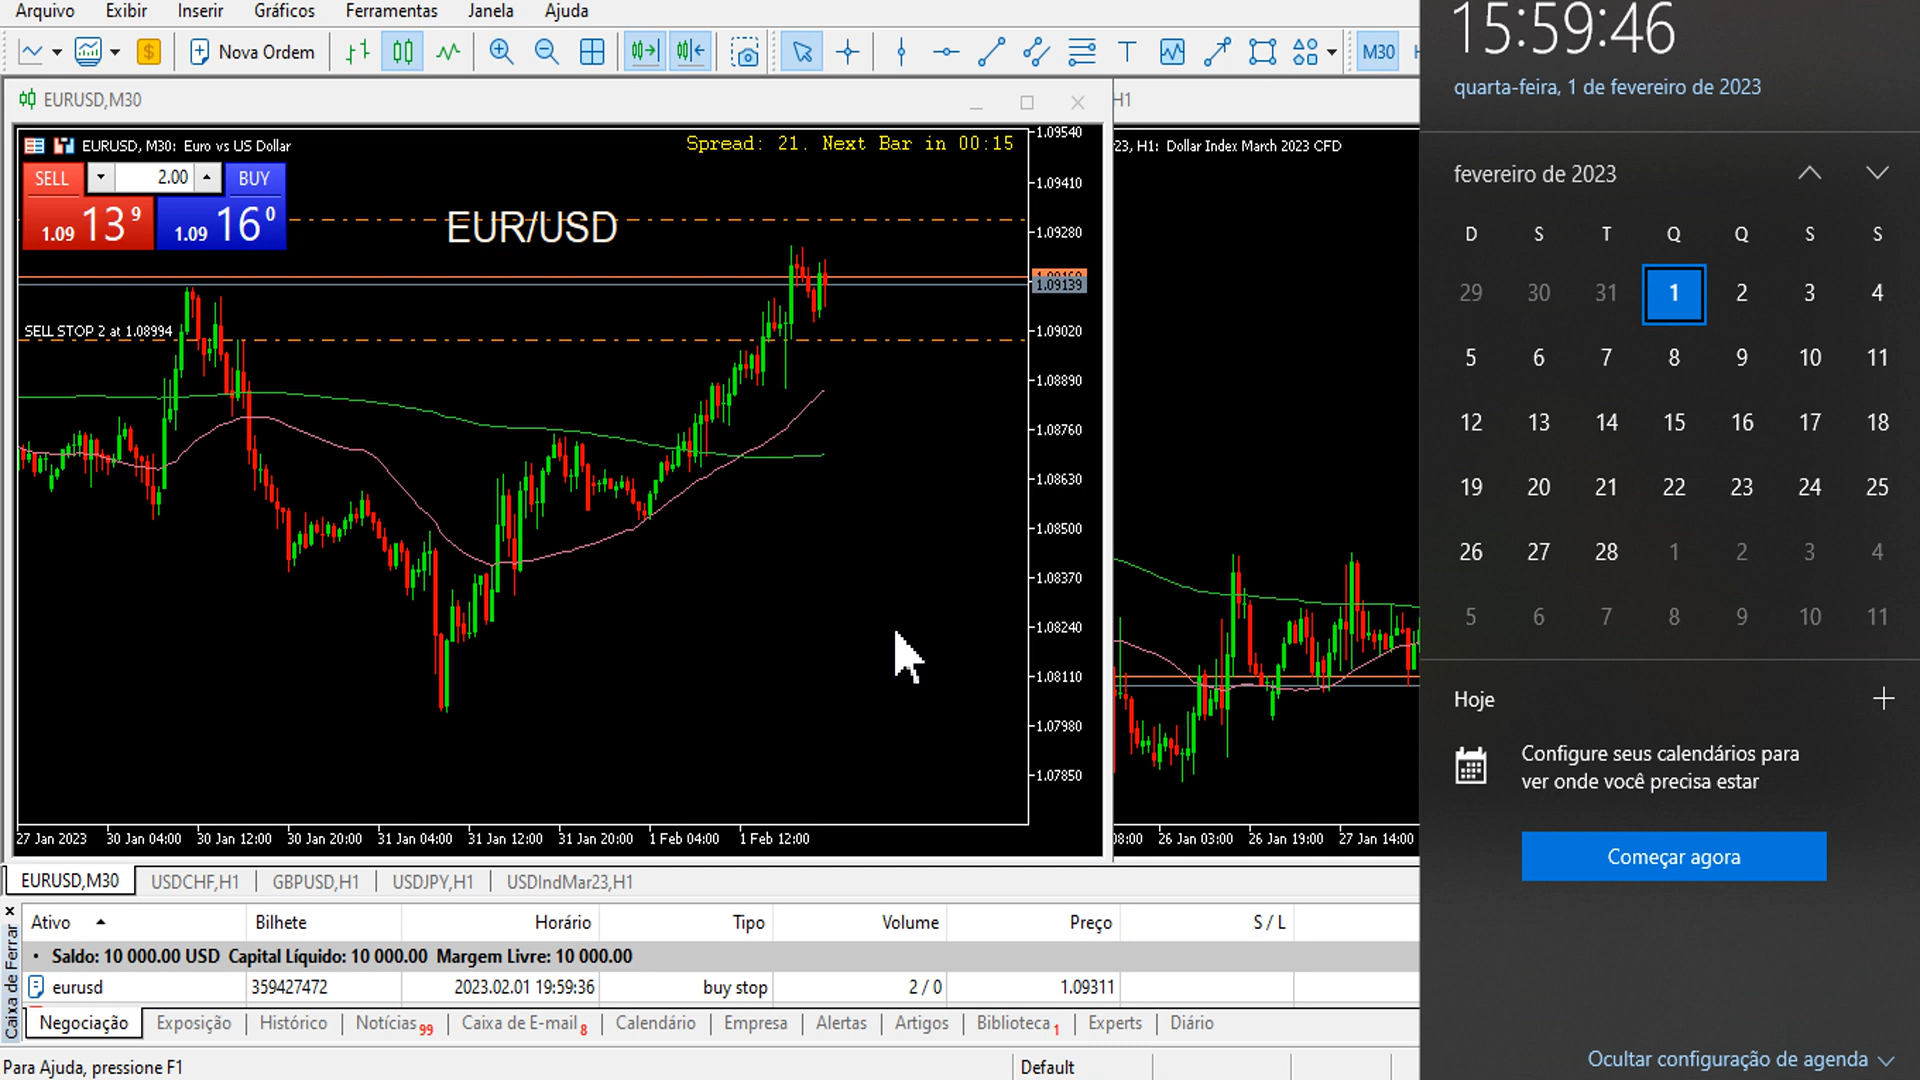 Arquivo Exibir Inserir Gráficos Ferramentas Janela Ajuda
Nova Ordem M30
EURUSD,M30
H1
EURUSD, M30: Euro vs US Dollar
Spread: 21. Next Bar in 00:15
SELL 2.00 BUY
1.09 13 9 1.09 16 0
EUR/USD
SELL STOP 2 at 1.08994
1.09540
1.09410
1.09280
1.09139
1.09020
1.08890
1.08760
1.08630
1.08500
1.08370
1.08240
1.08110
1.07980
1.07850
27 Jan 2023 30 Jan 04:00 30 Jan 12:00 30 Jan 20:00 31 Jan 04:00 31 Jan 12:00 31 Jan 20:00 1 Feb 04:00 1 Feb 12:00
23, H1: Dollar Index March 2023 CFD
08:00 26 Jan 03:00 26 Jan 19:00 27 Jan 14:00
EURUSD,M30 USDCHF,H1 GBPUSD,H1 USDJPY,H1 USDIndMar23,H1
Caixa de Ferrar
Ativo Bilhete Horário Tipo Volume Preço S / L
Saldo: 10 000.00 USD Capital Líquido: 10 000.00 Margem Livre: 10 000.00
eurusd 359427472 2023.02.01 19:59:36 buy stop 2 / 0 1.09311
Negociação Exposição Histórico Notícias 99 Caixa de E-mail 8 Calendário Empresa Alertas Artigos Biblioteca 1 Experts Diário
Para Ajuda, pressione F1 Default
15:59:46
quarta-feira, 1 de fevereiro de 2023
fevereiro de 2023
D S T Q Q S S
29 30 31 1 2 3 4
5 6 7 8 9 10 11
12 13 14 15 16 17 18
19 20 21 22 23 24 25
26 27 28 1 2 3 4
5 6 7 8 9 10 11
Hoje
Configure seus calendários para
ver onde você precisa estar
Começar agora
Ocultar configuração de agenda